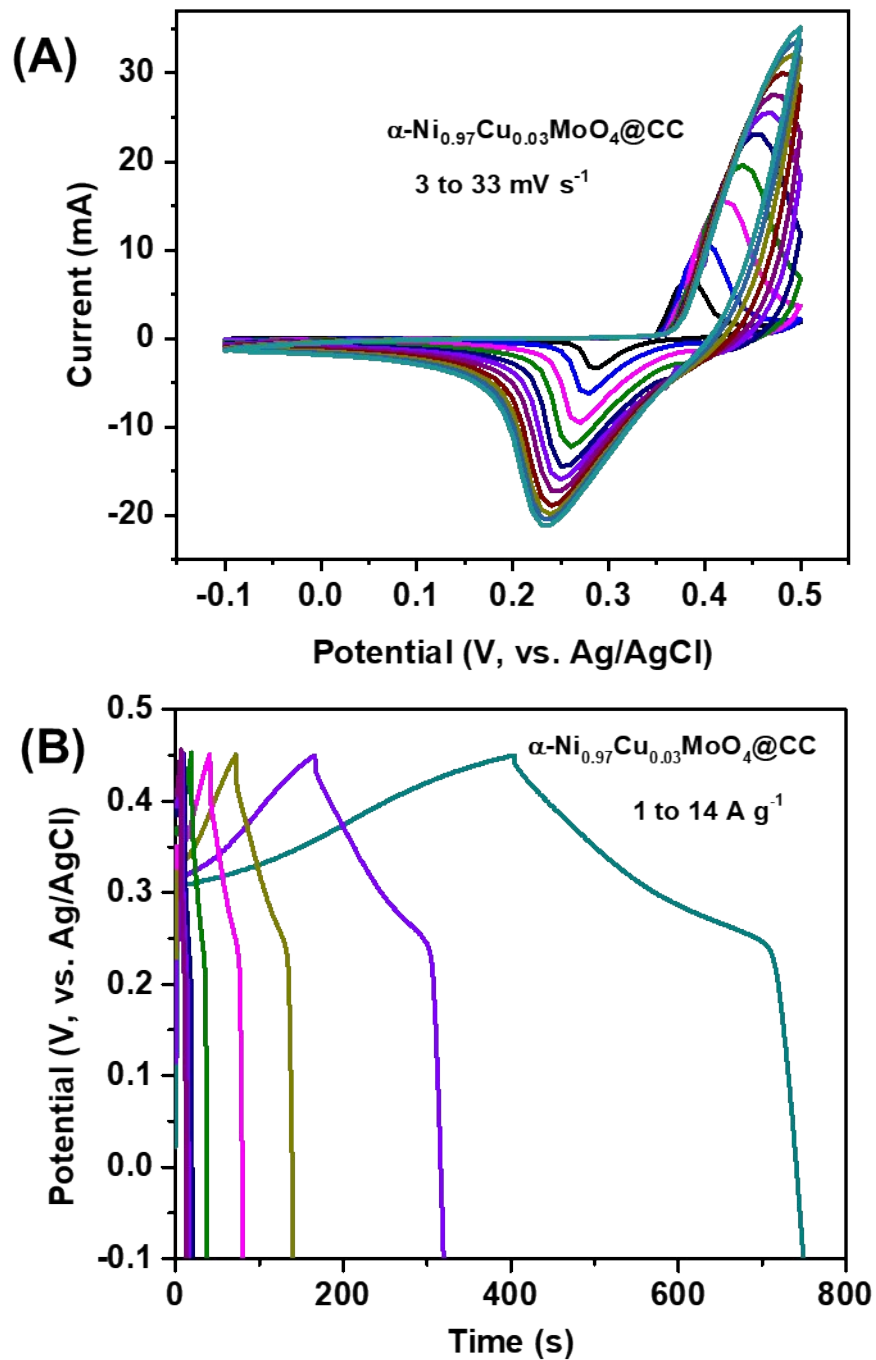 (A)
30
20
10
0
-10
-20
Current (mA)
α-Ni₀.₉₇Cu₀.₀₃MoO₄@CC
3 to 33 mV s⁻¹
-0.1 0.0 0.1 0.2 0.3 0.4 0.5
Potential (V, vs. Ag/AgCl)
(B)
0.5
0.4
0.3
0.2
0.1
0.0
-0.1
Potential (V, vs. Ag/AgCl)
α-Ni₀.₉₇Cu₀.₀₃MoO₄@CC
1 to 14 A g⁻¹
0 200 400 600 800
Time (s)